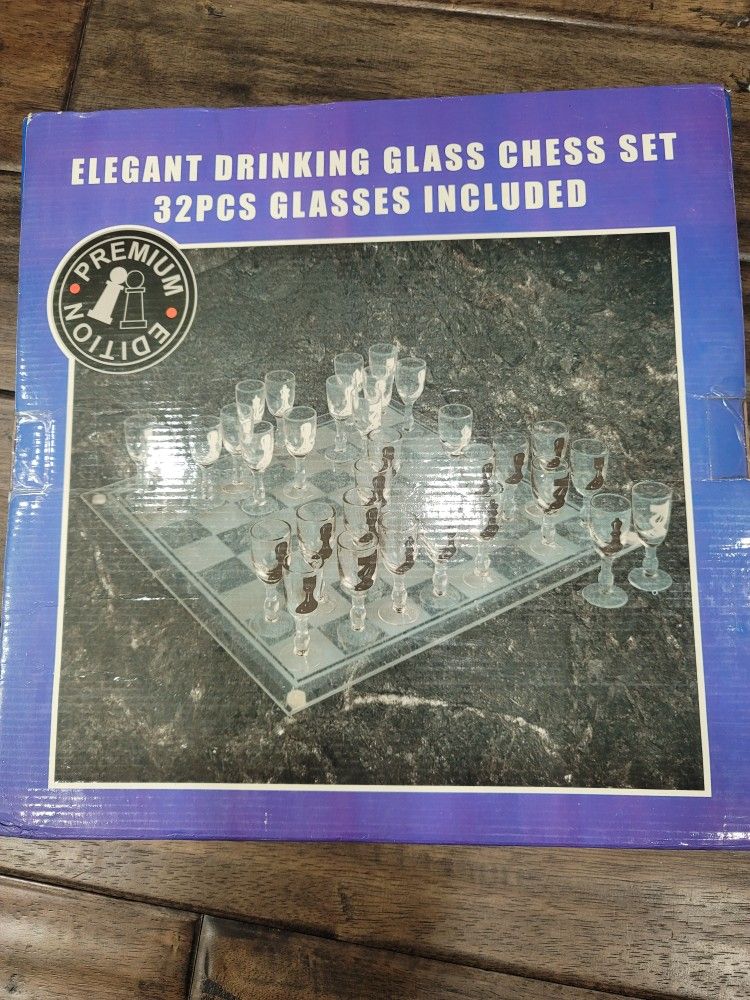 ELEGANT DRINKING GLASS CHESS SET
32PCS GLASSES INCLUDED
PREMIUM
EDITION